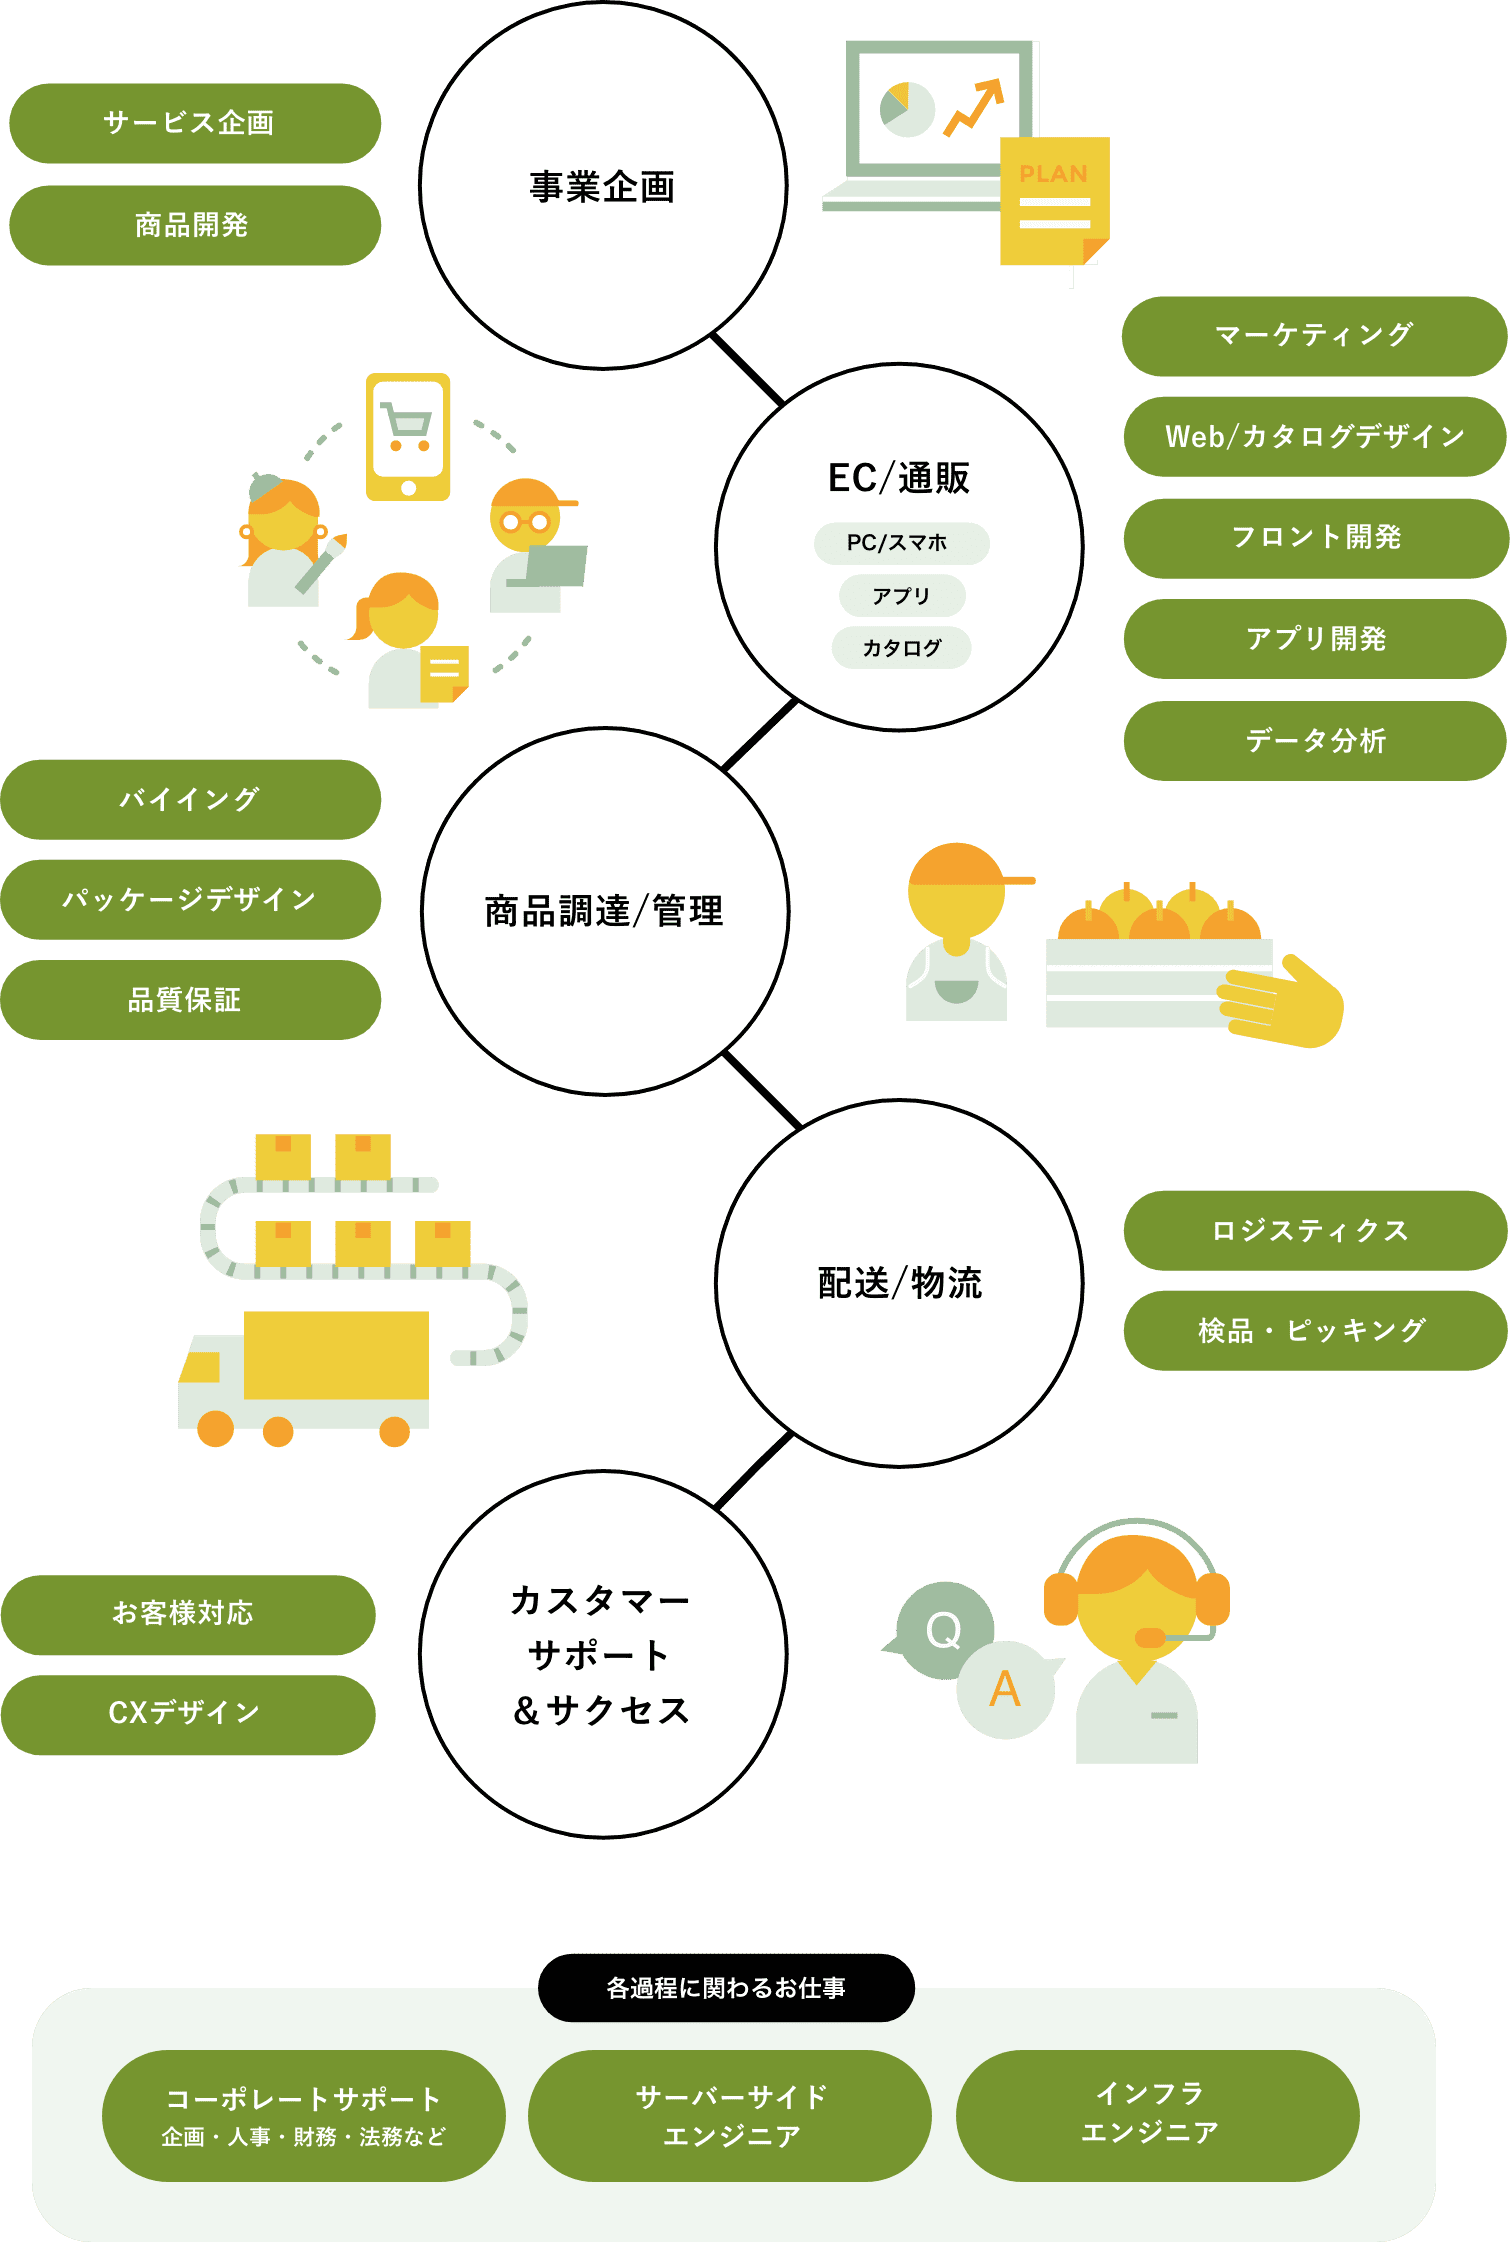 サービス企画
商品開発
事業企画
PLAN
マーケティング
Web/カタログデザイン
フロント開発
アプリ開発
データ分析
EC/通販
PC/スマホ
アプリ
カタログ
バイイング
パッケージデザイン
品質保証
商品調達/管理
配送/物流
ロジスティクス
検品・ピッキング
お客様対応
CXデザイン
カスタマー
サポート
＆サクセス
Q
A
各過程に関わるお仕事
コーポレートサポート
企画・人事・財務・法務など
サーバーサイド
エンジニア
インフラ
エンジニア